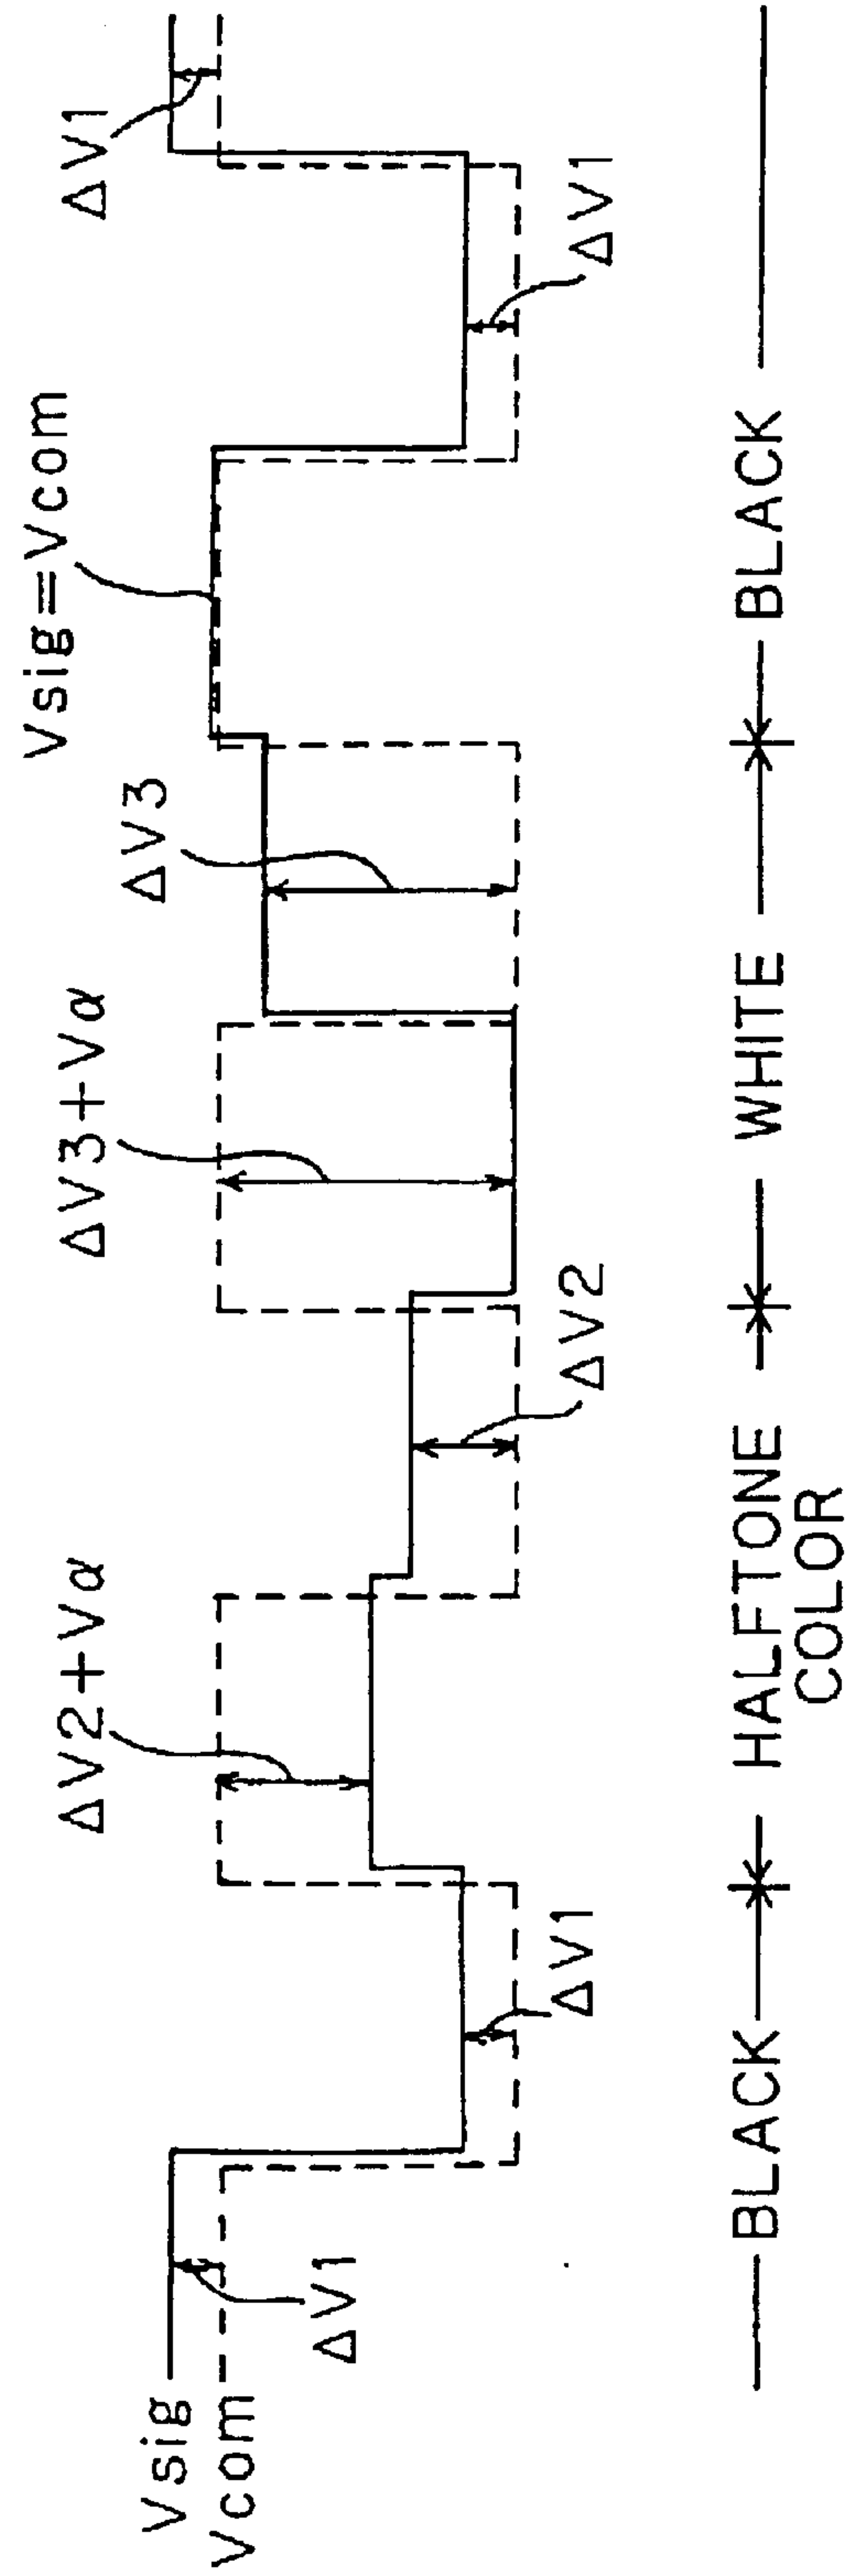 Vsig
Vcom
ΔV1
ΔV1
ΔV2+Vα
ΔV2
ΔV3+Vα
ΔV3
Vsig=Vcom
ΔV1
ΔV1
BLACK
HALFTONE
COLOR
WHITE
BLACK